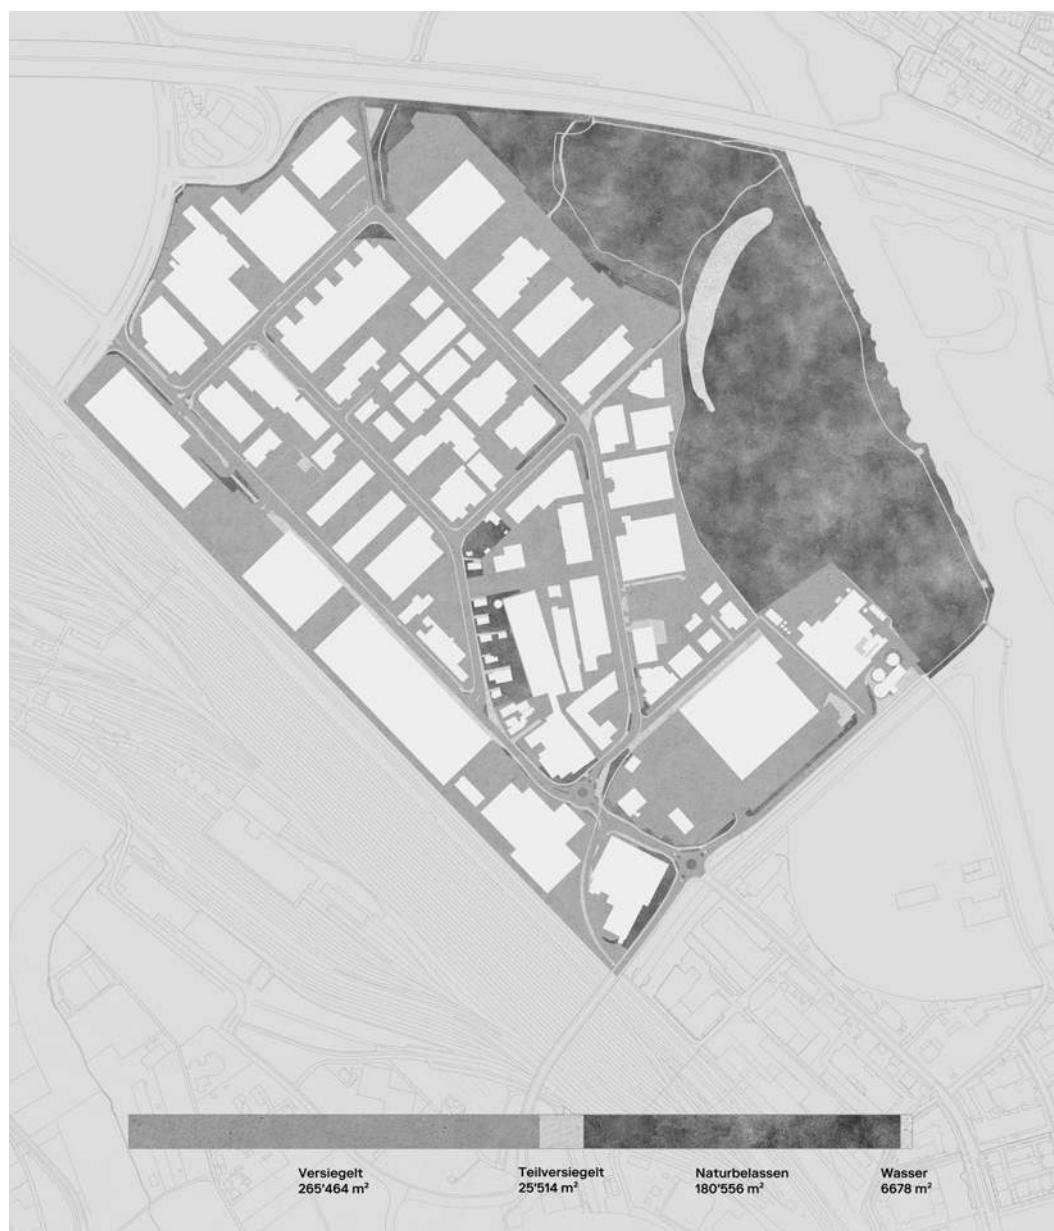 Versiegelt
265'464 m²
Teilversiegelt
25'514 m²
Naturbelassen
180'556 m²
Wasser
6678 m²